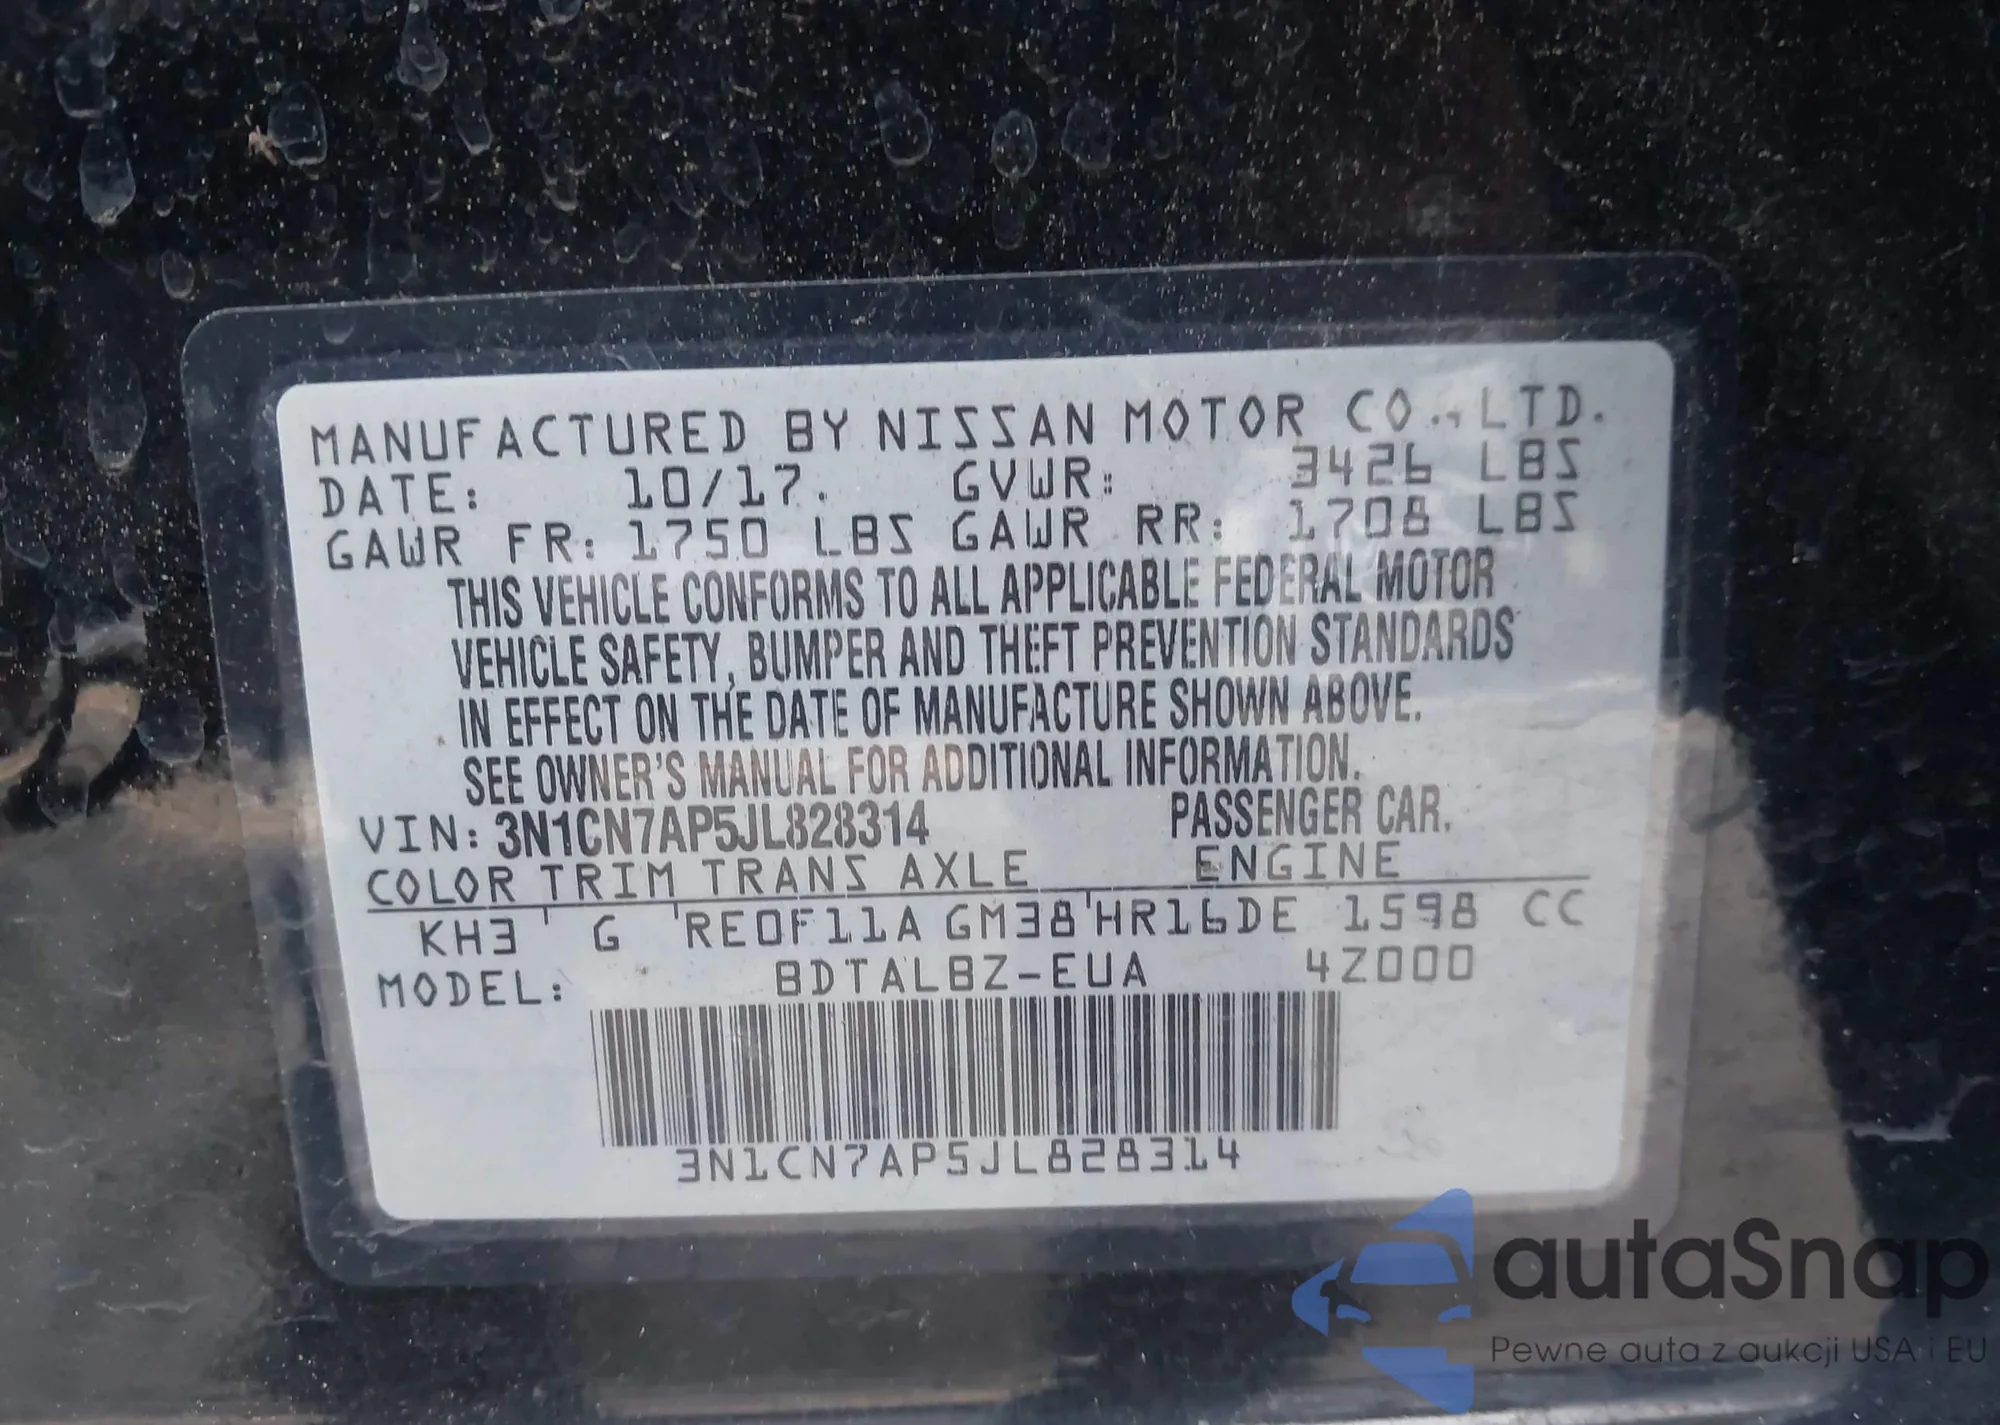 MANUFACTURED BY NISSAN MOTOR CO., LTD.
DATE: 10/17. GVWR: 3426 LBS
GAWR FR: 1750 LBS GAWR RR: 1708 LBS
THIS VEHICLE CONFORMS TO ALL APPLICABLE FEDERAL MOTOR
VEHICLE SAFETY, BUMPER AND THEFT PREVENTION STANDARDS
IN EFFECT ON THE DATE OF MANUFACTURE SHOWN ABOVE.
SEE OWNER'S MANUAL FOR ADDITIONAL INFORMATION.
VIN: 3N1CN7AP5JL828314 PASSENGER CAR.
COLOR TRIM TRANS AXLE ENGINE
KH3 G RE0F11A GM38 HR16DE 1598 CC
MODEL: BDTALBZ-EUA 4Z000
3N1CN7AP5JL828314
autaSnap
Pewne auta z aukcji USA i EU